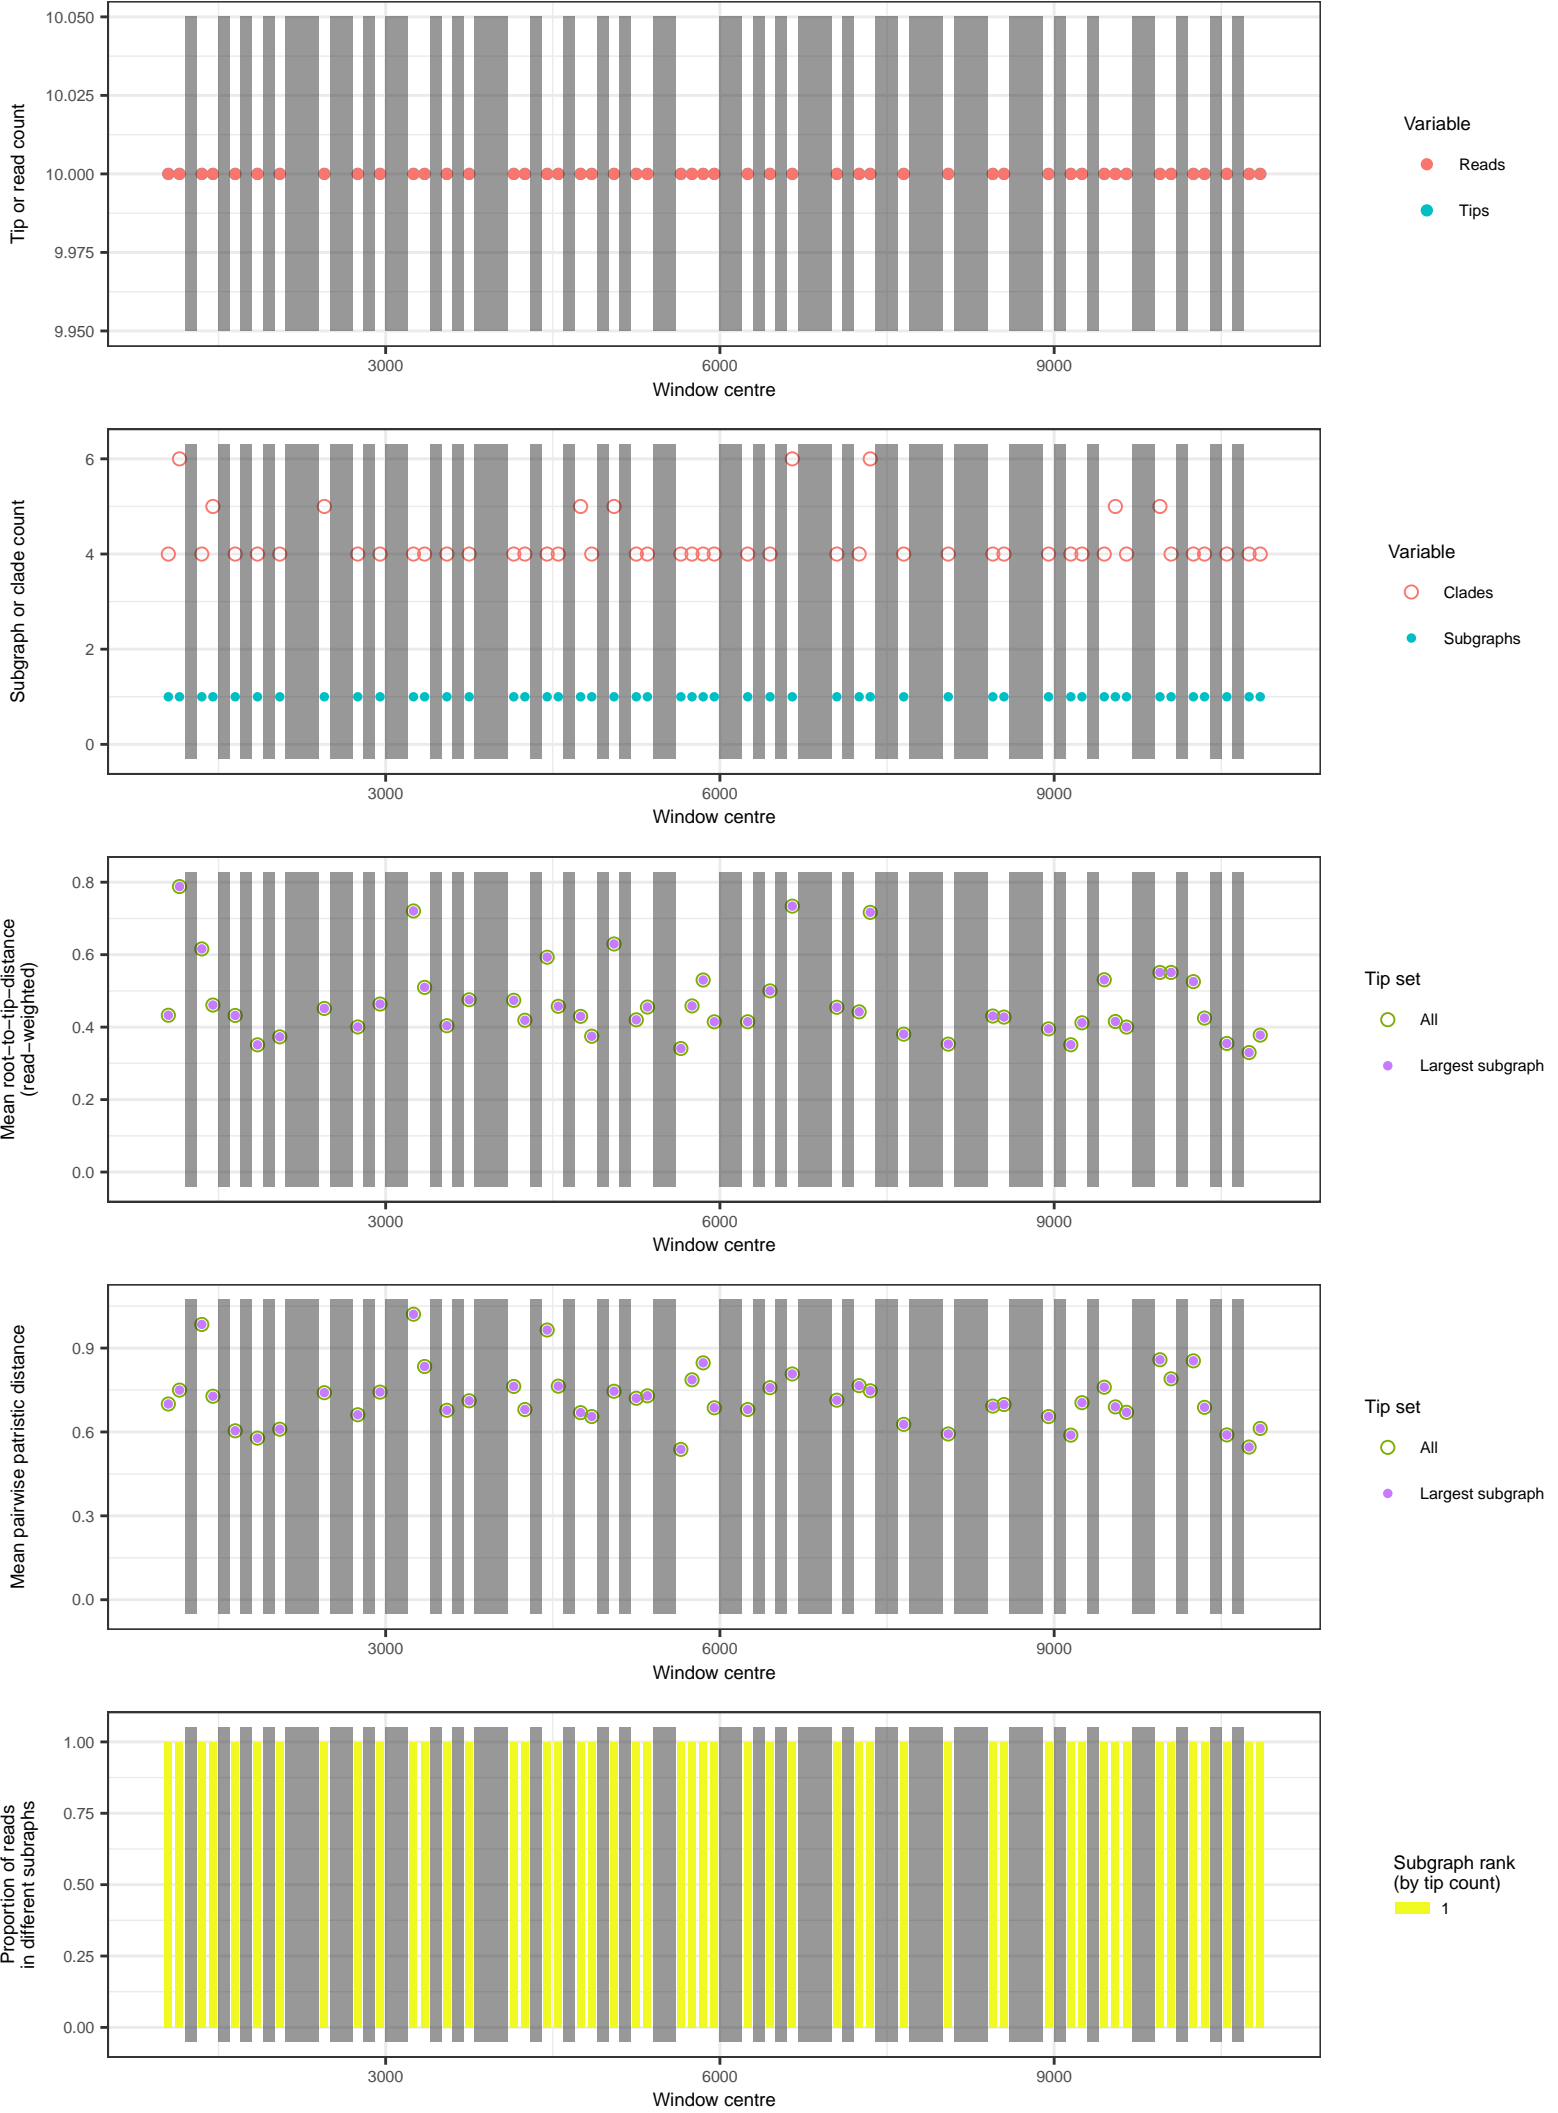 10.050
10.025
10.000
9.975
9.950
Tip or read count
3000
6000
9000
Window centre
Variable
Reads
Tips
6
4
2
0
Subgraph or clade count
3000
6000
9000
Window centre
Variable
Clades
Subgraphs
0.8
0.6
0.4
0.2
0.0
Mean root−to−tip−distance
(read−weighted)
3000
6000
9000
Window centre
Tip set
All
Largest subgraph
0.9
0.6
0.3
0.0
Mean pairwise patristic distance
3000
6000
9000
Window centre
Tip set
All
Largest subgraph
1.00
0.75
0.50
0.25
0.00
Proportion of reads
in different subraphs
3000
6000
9000
Window centre
Subgraph rank
(by tip count)
1